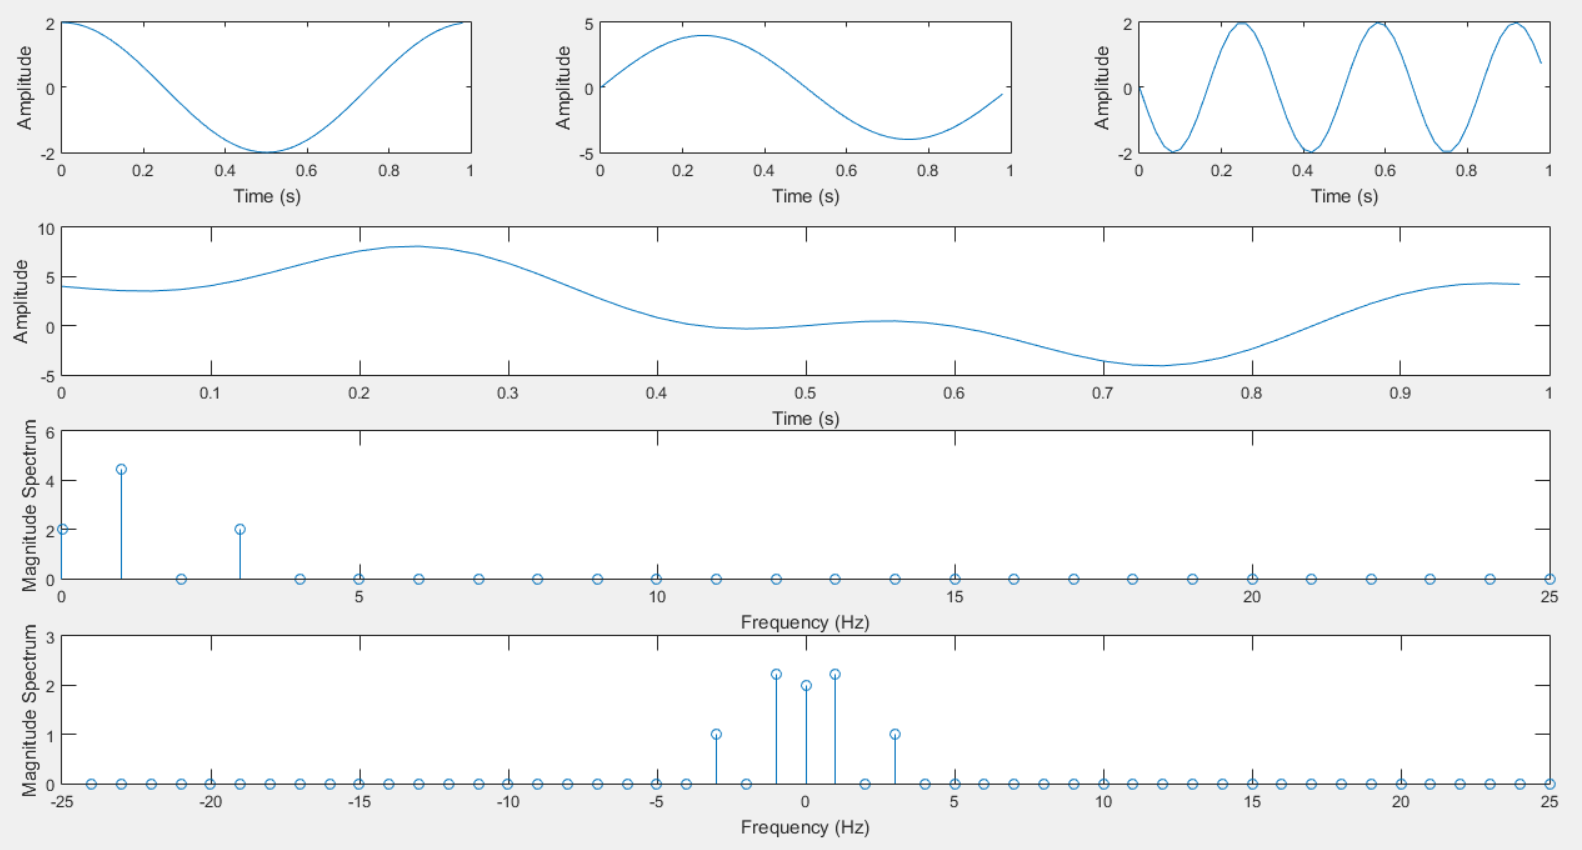 2
0
-2
Amplitude
0 0.2 0.4 0.6 0.8 1
Time (s)
5
0
-5
Amplitude
0 0.2 0.4 0.6 0.8 1
Time (s)
2
0
-2
Amplitude
0 0.2 0.4 0.6 0.8 1
Time (s)
10
5
0
-5
Amplitude
0 0.1 0.2 0.3 0.4 0.5 0.6 0.7 0.8 0.9 1
Time (s)
6
4
2
0
Magnitude Spectrum
0 5 10 15 20 25
Frequency (Hz)
3
2
1
0
Magnitude Spectrum
-25 -20 -15 -10 -5 0 5 10 15 20 25
Frequency (Hz)